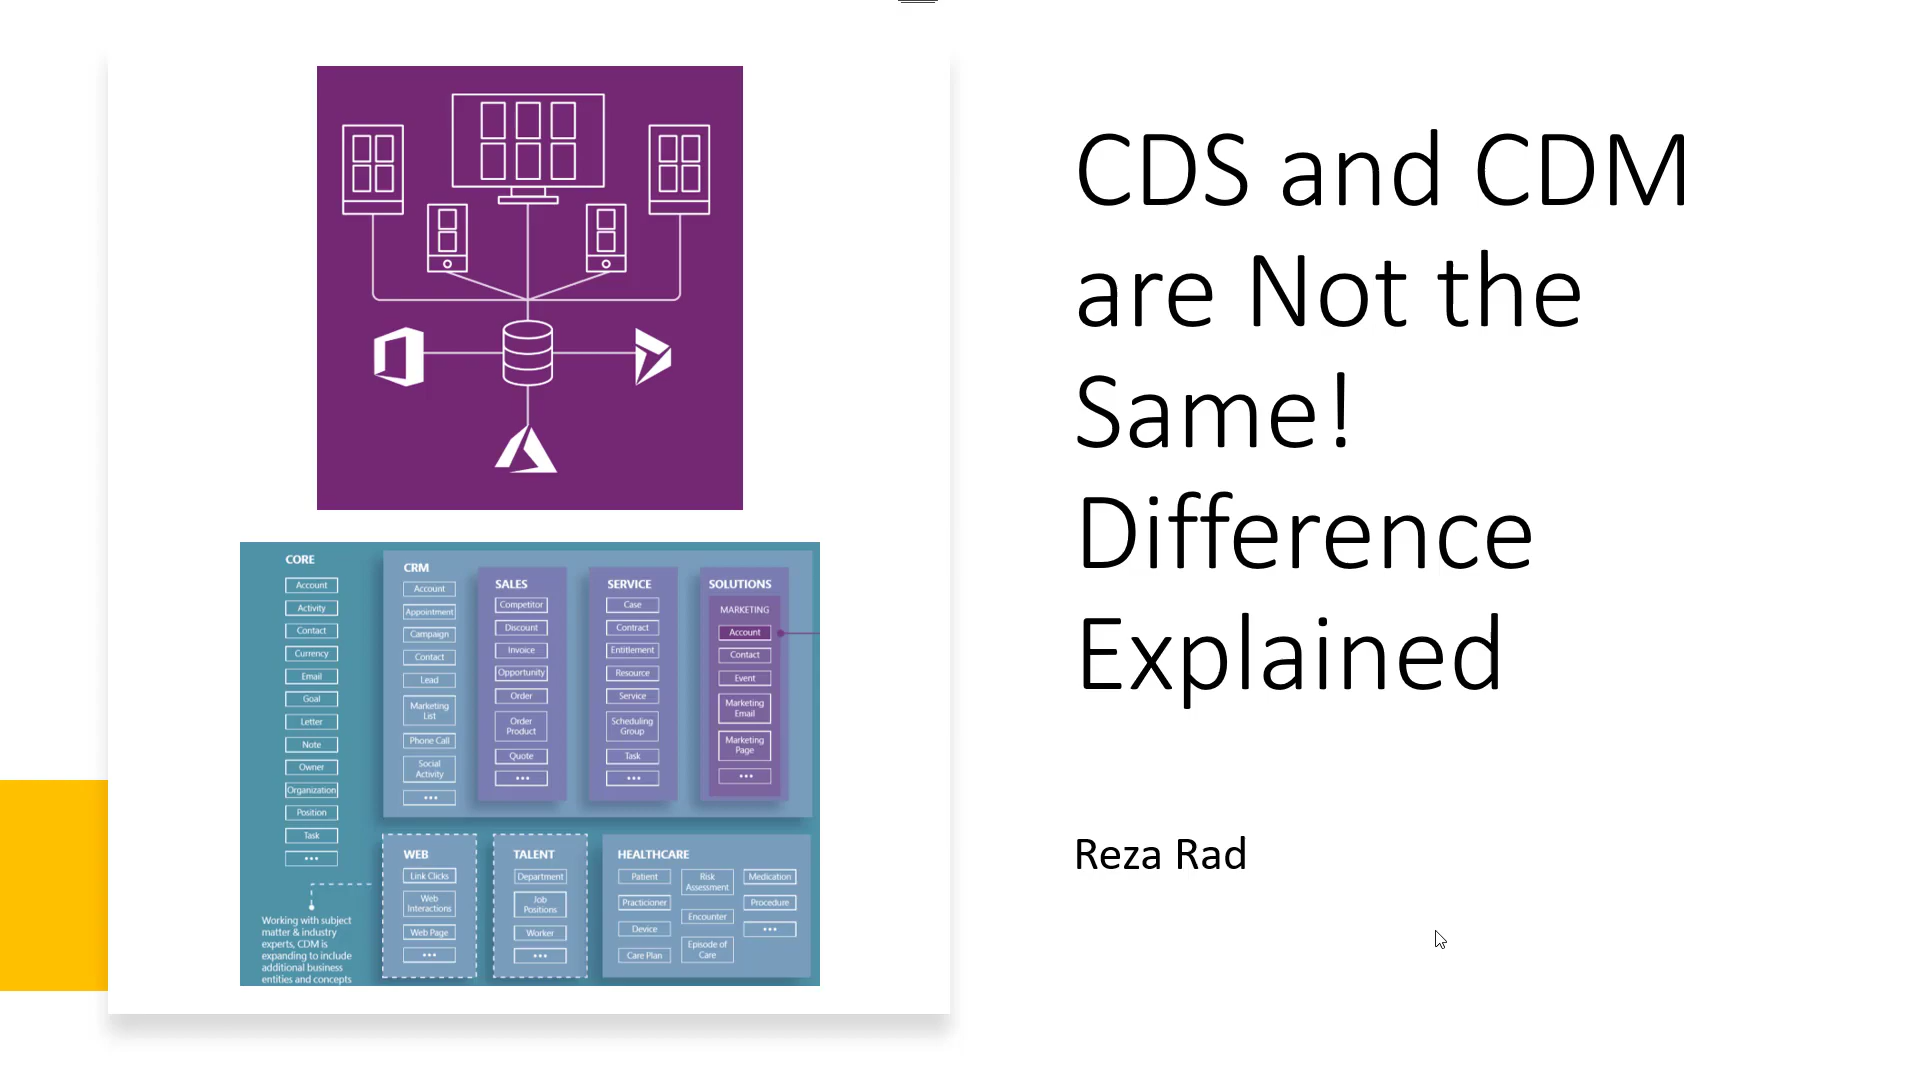 CDS and CDM
are Not the
Same!
Difference
Explained
Reza Rad
CORE
Account
Activity
Contact
Currency
Email
Goal
Letter
Note
Owner
Organization
Position
Task
•••
Working with subject
matter & industry
experts, CDM is
expanding to include
additional business
entities and concepts
CRM
Account
Appointment
Campaign
Contact
Lead
Marketing
List
Phone Call
Social
Activity
•••
SALES
Competitor
Discount
Invoice
Opportunity
Order
Order
Product
Quote
•••
SERVICE
Case
Contract
Entitlement
Resource
Service
Scheduling
Group
Task
•••
SOLUTIONS
MARKETING
Account
Contact
Event
Marketing
Email
Marketing
Page
•••
WEB
Link Clicks
Web
Interactions
Web Page
•••
TALENT
Department
Job
Positions
Worker
•••
HEALTHCARE
Patient
Practicioner
Device
Care Plan
Risk
Assessment
Encounter
Episode of
Care
Medication
Procedure
•••